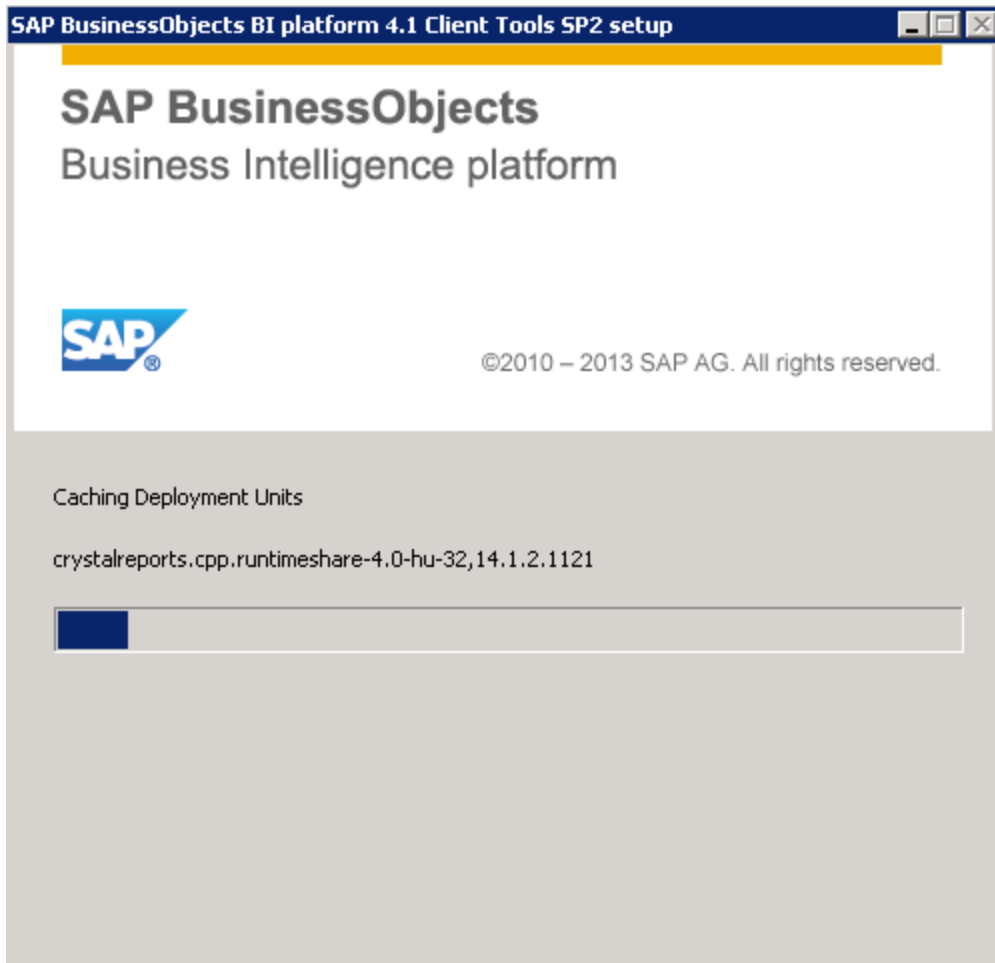 SAP BusinessObjects BI platform 4.1 Client Tools SP2 setup
SAP BusinessObjects
Business Intelligence platform
SAP®
©2010 – 2013 SAP AG. All rights reserved.
Caching Deployment Units
crystalreports.cpp.runtimeshare-4.0-hu-32,14.1.2.1121